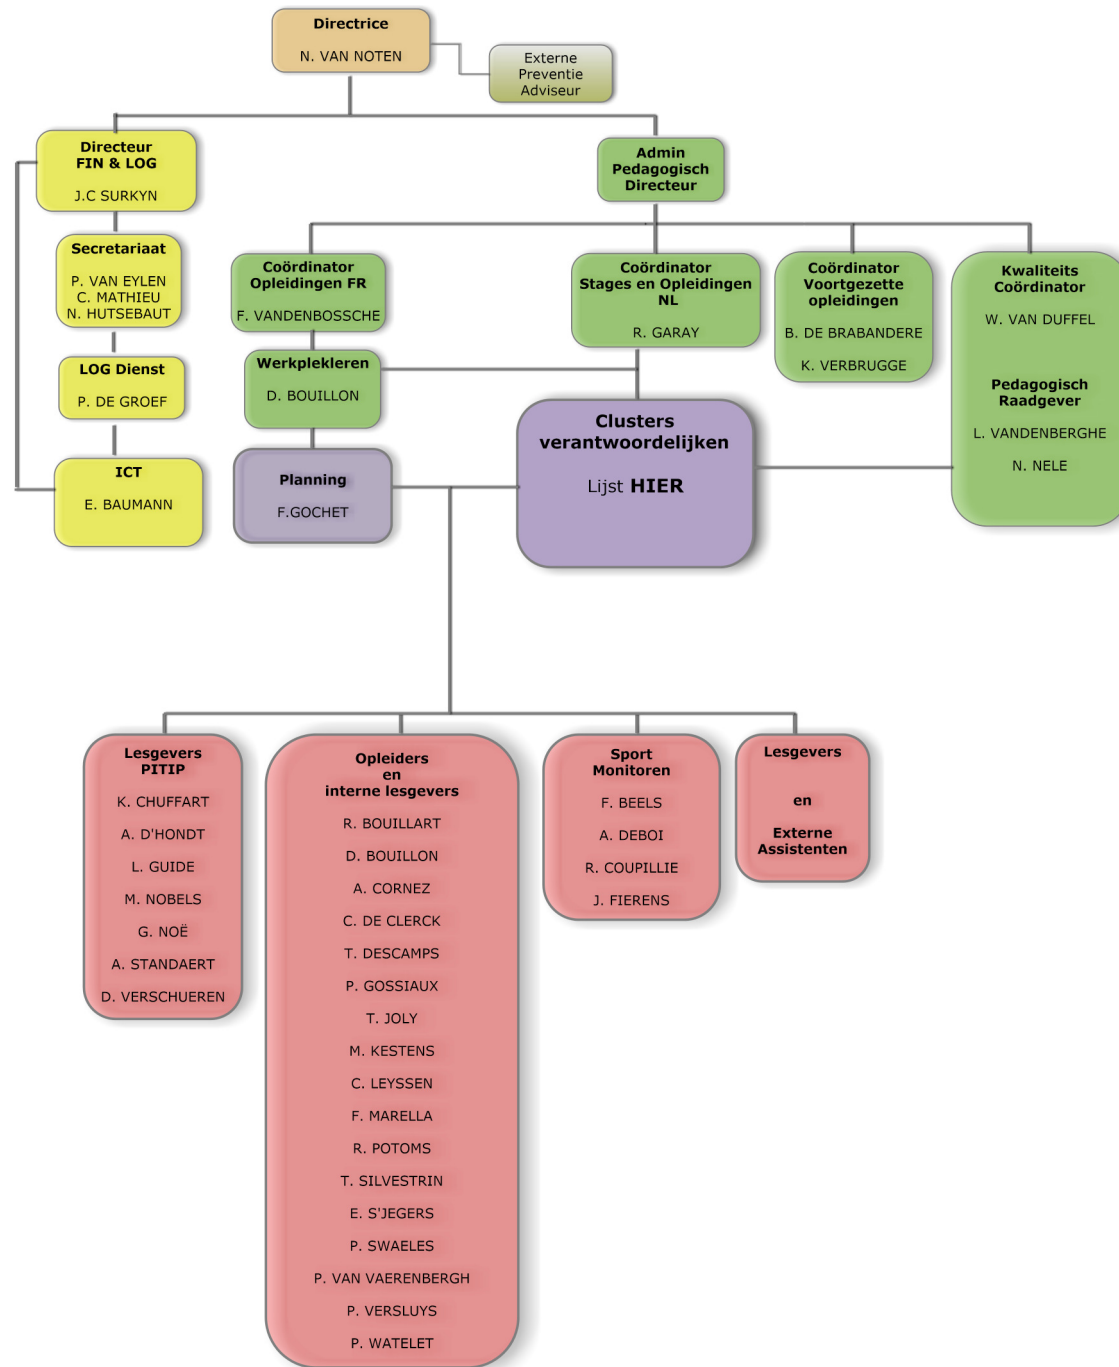 Directrice
N. VAN NOTEN
Externe
Preventie
Adviseur
Directeur
FIN & LOG
J.C SURKYN
Admin
Pedagogisch
Directeur
Secretariaat
P. VAN EYLEN
C. MATHIEU
N. HUTSEBAUT
LOG Dienst
P. DE GROEF
ICT
E. BAUMANN
Coördinator
Opleidingen FR
F. VANDENBOSSCHE
Werkplekleren
D. BOUILLON
Planning
F.GOCHET
Coördinator
Stages en Opleidingen
NL
R. GARAY
Coördinator
Voortgezette
opleidingen
B. DE BRABANDERE
K. VERBRUGGE
Kwaliteits
Coördinator
W. VAN DUFFEL
Pedagogisch
Raadgever
L. VANDENBERGHE
N. NELE
Clusters
verantwoordelijken
Lijst HIER
Lesgevers
PITIP
K. CHUFFART
A. D'HONDT
L. GUIDE
M. NOBELS
G. NOË
A. STANDAERT
D. VERSCHUEREN
Opleiders
en
interne lesgevers
R. BOUILLART
D. BOUILLON
A. CORNEZ
C. DE CLERCK
T. DESCAMPS
P. GOSSIAUX
T. JOLY
M. KESTENS
C. LEYSSEN
F. MARELLA
R. POTOMS
T. SILVESTRIN
E. S'JEGERS
P. SWAELES
P. VAN VAERENBERGH
P. VERSLUYS
P. WATELET
Sport
Monitoren
F. BEELS
A. DEBOI
R. COUPILLIE
J. FIERENS
Lesgevers
en
Externe
Assistenten